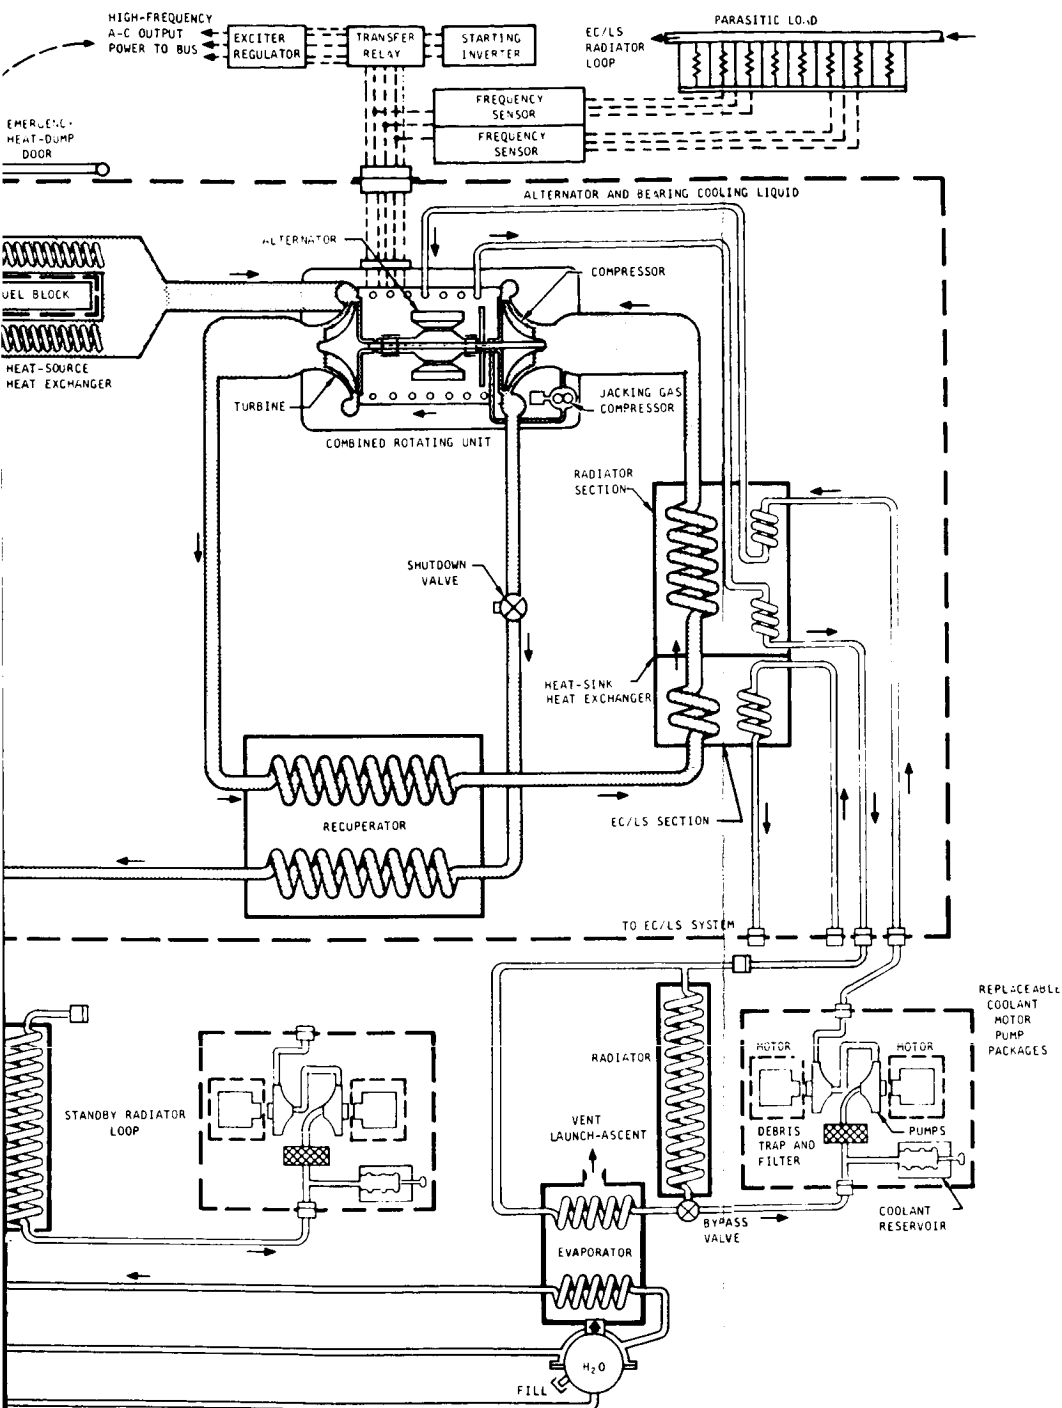 HIGH-FREQUENCY
A-C OUTPUT
POWER TO BUS
EXCITER
REGULATOR
TRANSFER
RELAY
STARTING
INVERTER
EC/LS
RADIATOR
LOOP
PARASITIC LOAD
FREQUENCY
SENSOR
FREQUENCY
SENSOR
EMERGENCY
HEAT-DUMP
DOOR
ALTERNATOR AND BEARING COOLING LIQUID
ALTERNATOR
COMPRESSOR
UEL BLOCK
HEAT-SOURCE
HEAT EXCHANGER
TURBINE
JACKING GAS
COMPRESSOR
COMBINED ROTATING UNIT
RADIATOR
SECTION
SHUTDOWN
VALVE
HEAT-SINK
HEAT EXCHANGER
RECUPERATOR
EC/LS SECTION
TO EC/LS SYSTEM
REPLACEABLE
COOLANT
MOTOR
PUMP
PACKAGES
RADIATOR
MOTOR
MOTOR
STANDBY RADIATOR
LOOP
VENT
LAUNCH-ASCENT
DEBRIS
TRAP AND
FILTER
PUMPS
BYPASS
VALVE
COOLANT
RESERVOIR
EVAPORATOR
H2O
FILL